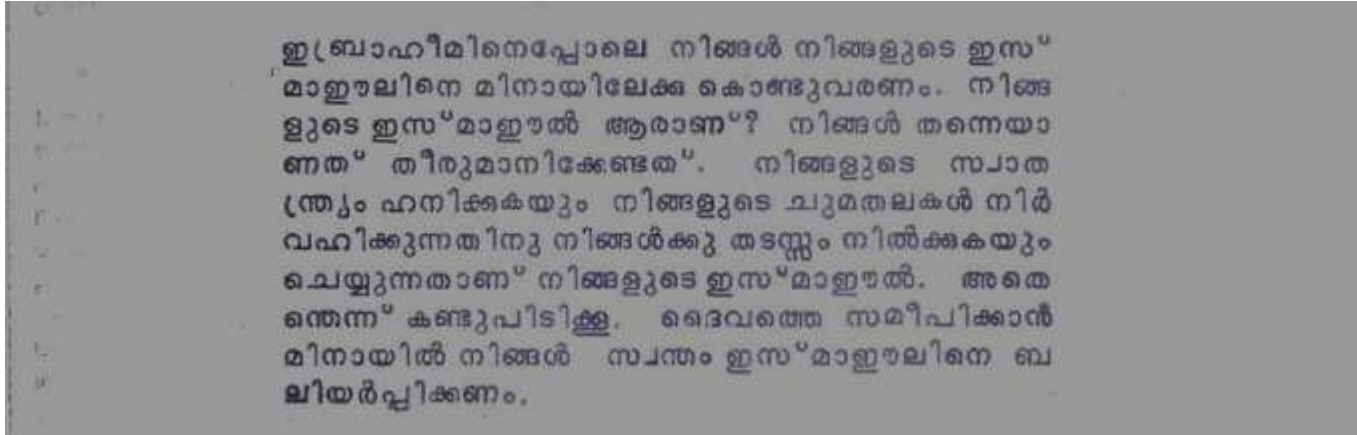 ഇബ്രാഹീമിനെപ്പോലെ നിങ്ങൾ നിങ്ങളുടെ ഇസ്
മാഈലിനെ മിനായിലേക്കു കൊണ്ടുവരണം. നിങ്ങ
ളുടെ ഇസ്മാഈൽ ആരാണ്? നിങ്ങൾ തന്നെയാ
ണത് തീരുമാനിക്കേണ്ടത്. നിങ്ങളുടെ സ്വാത
ന്ത്ര്യം ഹനിക്കുകയും നിങ്ങളുടെ ചുമതലകൾ നിർ
വഹിക്കുന്നതിനു നിങ്ങൾക്കു തടസ്സം നിൽക്കുകയും
ചെയ്യുന്നതാണ് നിങ്ങളുടെ ഇസ്മാഈൽ. അതെ
ന്തെന്ന് കണ്ടുപിടിക്കൂ. ദൈവത്തെ സമീപിക്കാൻ
മിനായിൽ നിങ്ങൾ സ്വന്തം ഇസ്മാഈലിനെ ബ
ലിയർപ്പിക്കണം.